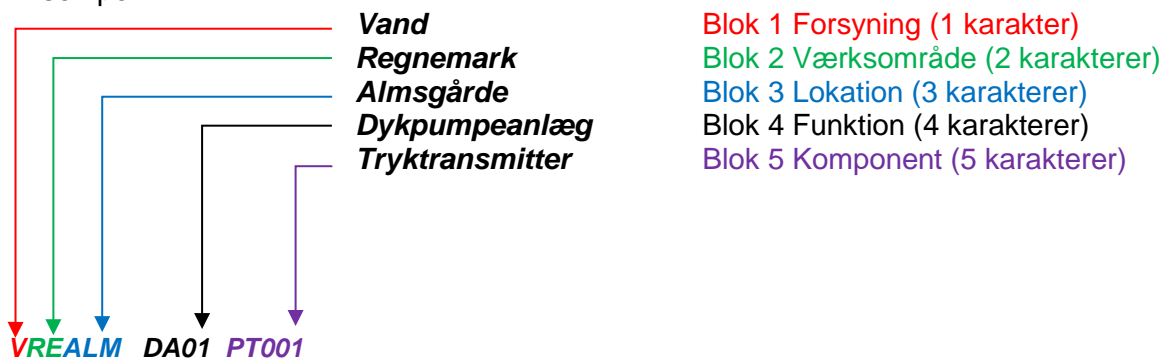 Vand Blok 1 Forsyning (1 karakter)
Regnemark Blok 2 Værksområde (2 karakterer)
Almsgårde Blok 3 Lokation (3 karakterer)
Dykpumpeanlæg Blok 4 Funktion (4 karakterer)
Tryktransmitter Blok 5 Komponent (5 karakterer)
VREALM DA01 PT001